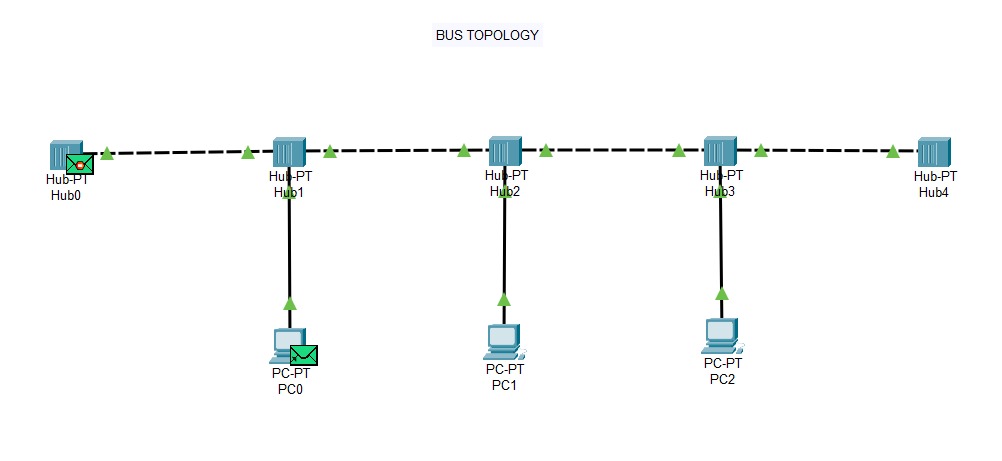 BUS TOPOLOGY
Hub-PT
Hub0
Hub-PT
Hub1
Hub-PT
Hub2
Hub-PT
Hub3
Hub-PT
Hub4
PC-PT
PC0
PC-PT
PC1
PC-PT
PC2